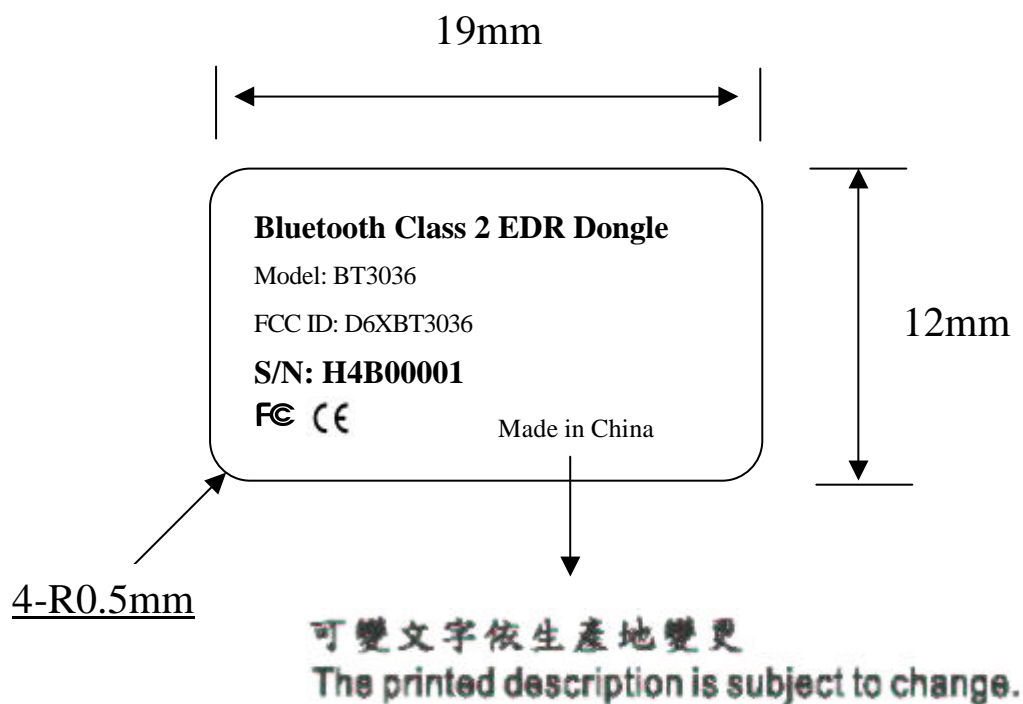 19mm
Bluetooth Class 2 EDR Dongle
Model: BT3036
FCC ID: D6XBT3036
S/N: H4B00001
FC CE
Made in China
12mm
4-R0.5mm
可變文字依生產地變更
The printed description is subject to change.